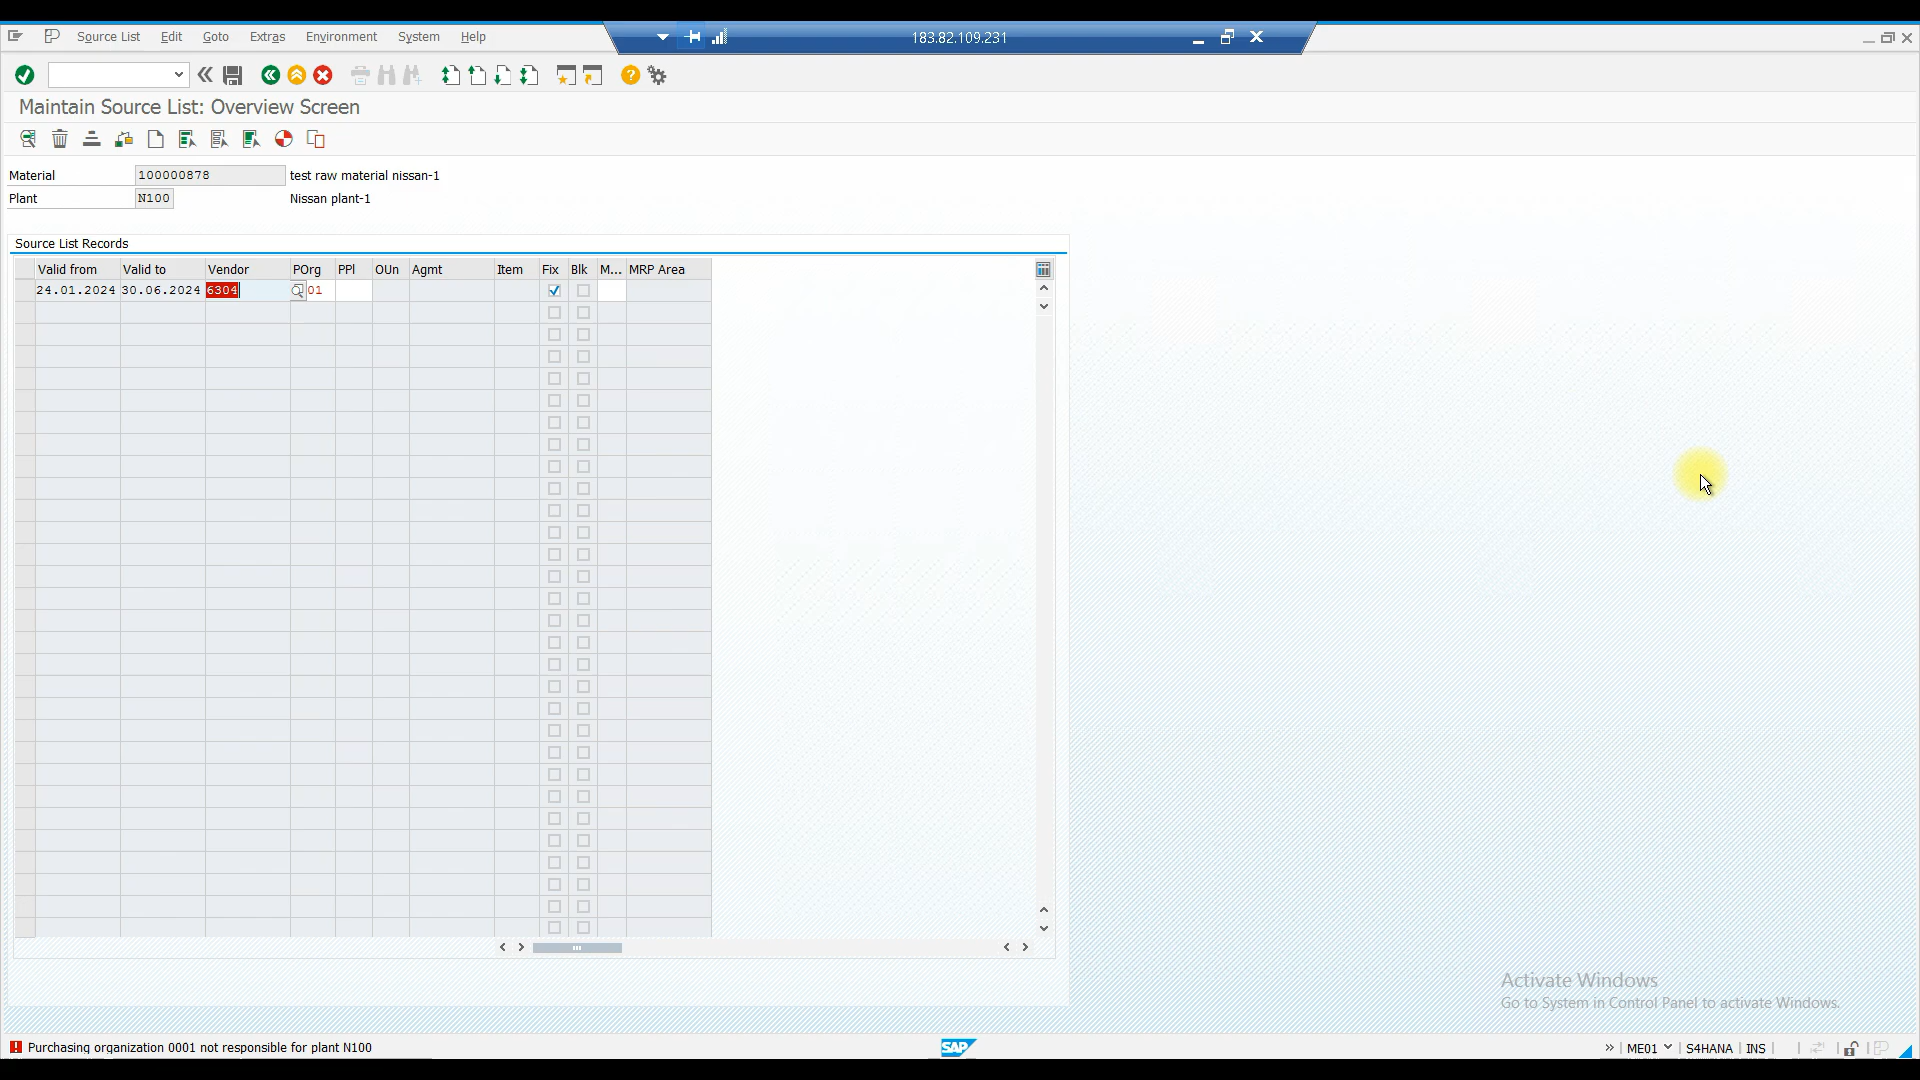 183.82.109.231
Source List Edit Goto Extras Environment System Help
Maintain Source List: Overview Screen
Material 100000878 test raw material nissan-1
Plant N100 Nissan plant-1
Source List Records
Valid from Valid to Vendor POrg PPl OUn Agmt Item Fix Blk M... MRP Area
24.01.2024 30.06.2024 6304 01
Activate Windows
Go to System in Control Panel to activate Windows.
Purchasing organization 0001 not responsible for plant N100
SAP
ME01 S4HANA INS